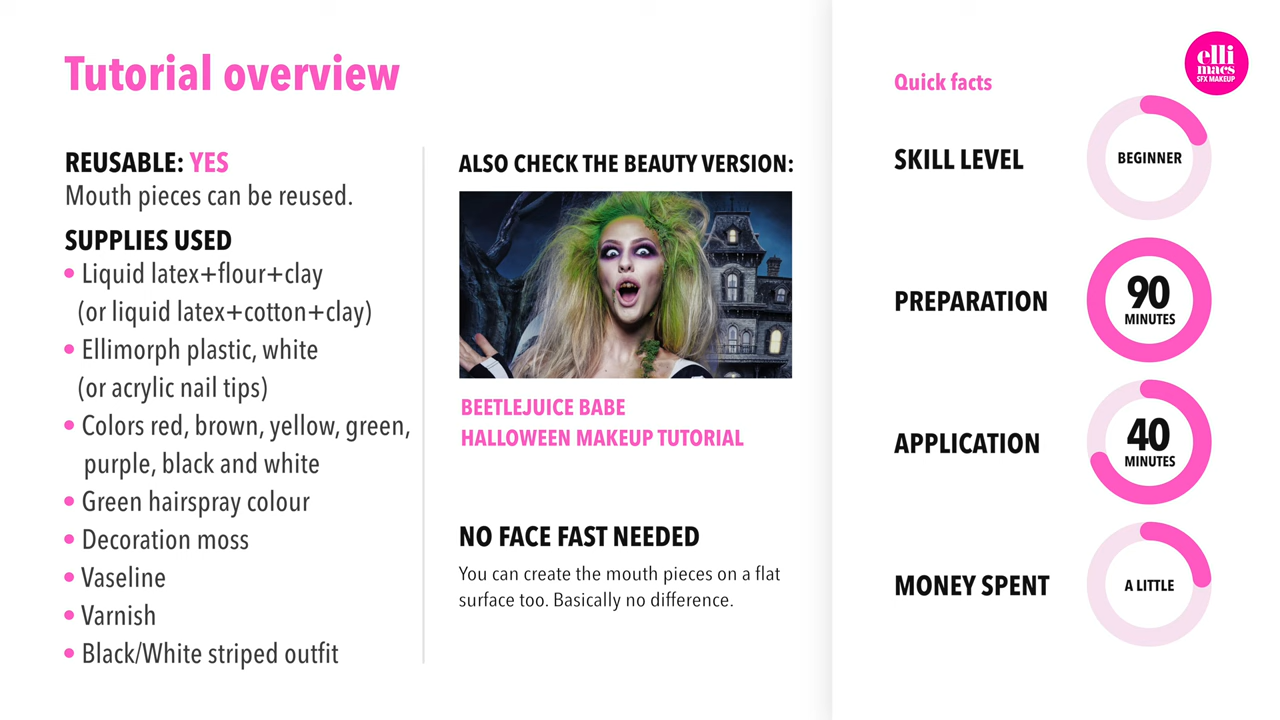 Tutorial overview
REUSABLE: YES
Mouth pieces can be reused.
SUPPLIES USED
• Liquid latex+flour+clay
(or liquid latex+cotton+clay)
• Ellimorph plastic, white
(or acrylic nail tips)
• Colors red, brown, yellow, green,
purple, black and white
• Green hairspray colour
• Decoration moss
• Vaseline
• Varnish
• Black/White striped outfit
ALSO CHECK THE BEAUTY VERSION:
BEETLEJUICE BABE
HALLOWEEN MAKEUP TUTORIAL
NO FACE FAST NEEDED
You can create the mouth pieces on a flat
surface too. Basically no difference.
Quick facts
elli
macs
SFX MAKEUP
SKILL LEVEL
BEGINNER
PREPARATION
90
MINUTES
APPLICATION
40
MINUTES
MONEY SPENT
A LITTLE